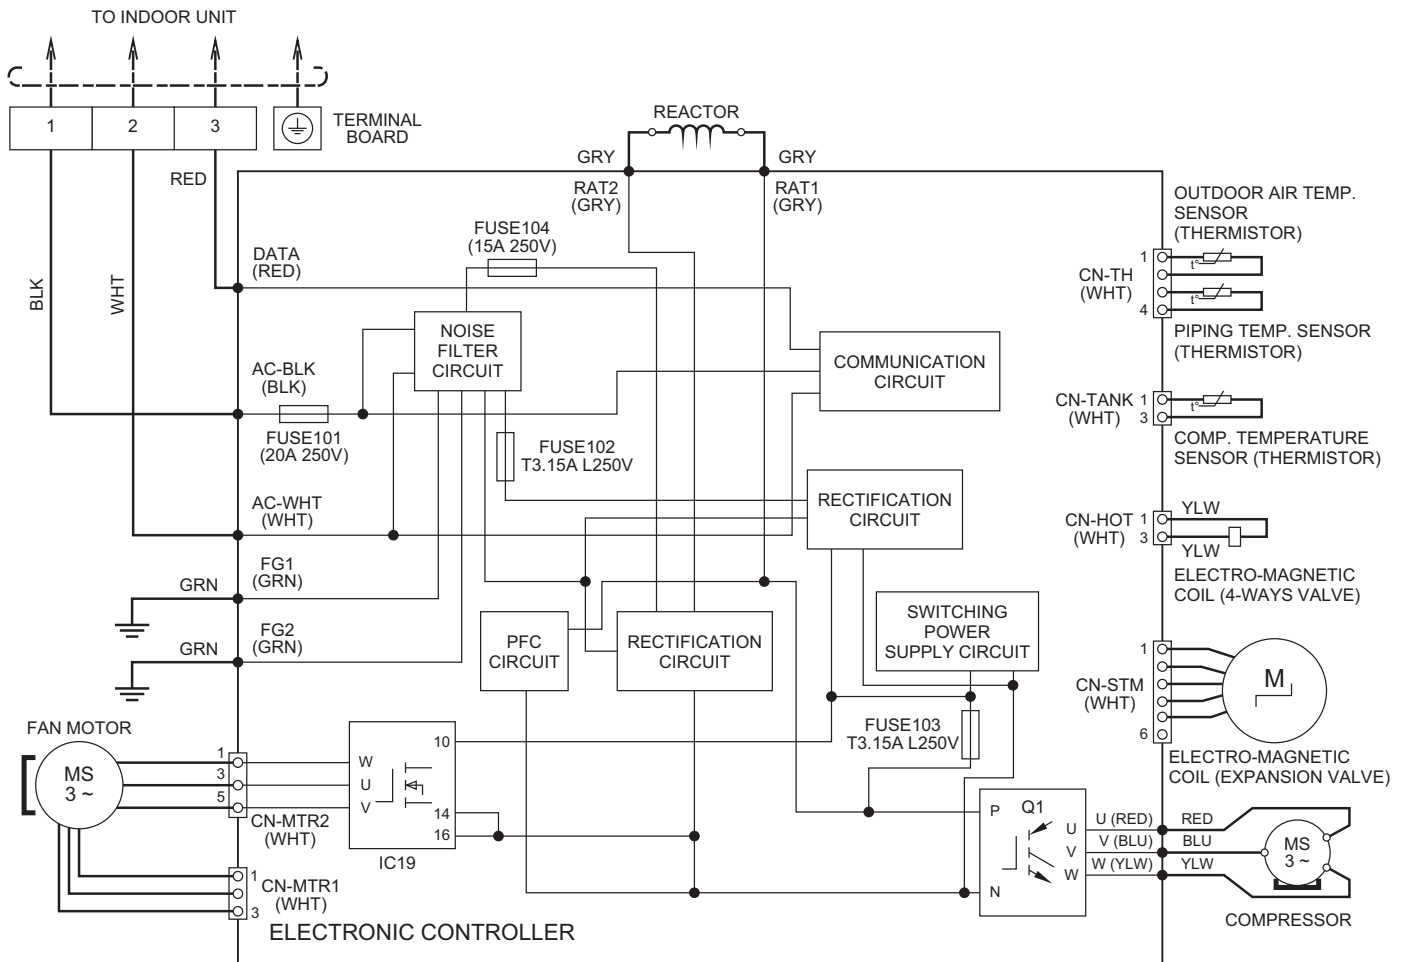 TO INDOOR UNIT
1
2
3
TERMINAL
BOARD
REACTOR
GRY
GRY
RED
RAT2
(GRY)
RAT1
(GRY)
OUTDOOR AIR TEMP.
SENSOR
(THERMISTOR)
FUSE104
(15A 250V)
DATA
(RED)
BLK
WHT
1
t°
CN-TH
(WHT)
t°
4
NOISE
FILTER
CIRCUIT
PIPING TEMP. SENSOR
(THERMISTOR)
COMMUNICATION
CIRCUIT
AC-BLK
(BLK)
CN-TANK
(WHT)
1
3
t°
FUSE101
(20A 250V)
FUSE102
T3.15A L250V
COMP. TEMPERATURE
SENSOR (THERMISTOR)
AC-WHT
(WHT)
RECTIFICATION
CIRCUIT
CN-HOT
(WHT)
1
3
YLW
YLW
FG1
(GRN)
GRN
ELECTRO-MAGNETIC
COIL (4-WAYS VALVE)
FG2
(GRN)
GRN
PFC
CIRCUIT
RECTIFICATION
CIRCUIT
SWITCHING
POWER
SUPPLY CIRCUIT
1
CN-STM
(WHT)
6
M
FUSE103
T3.15A L250V
ELECTRO-MAGNETIC
COIL (EXPANSION VALVE)
FAN MOTOR
MS
3 ~
1
3
5
CN-MTR2
(WHT)
W
U
V
10
14
16
IC19
P
Q1
U
V
W
N
U (RED)
V (BLU)
W (YLW)
RED
BLU
YLW
MS
3 ~
COMPRESSOR
1
CN-MTR1
(WHT)
3
ELECTRONIC CONTROLLER